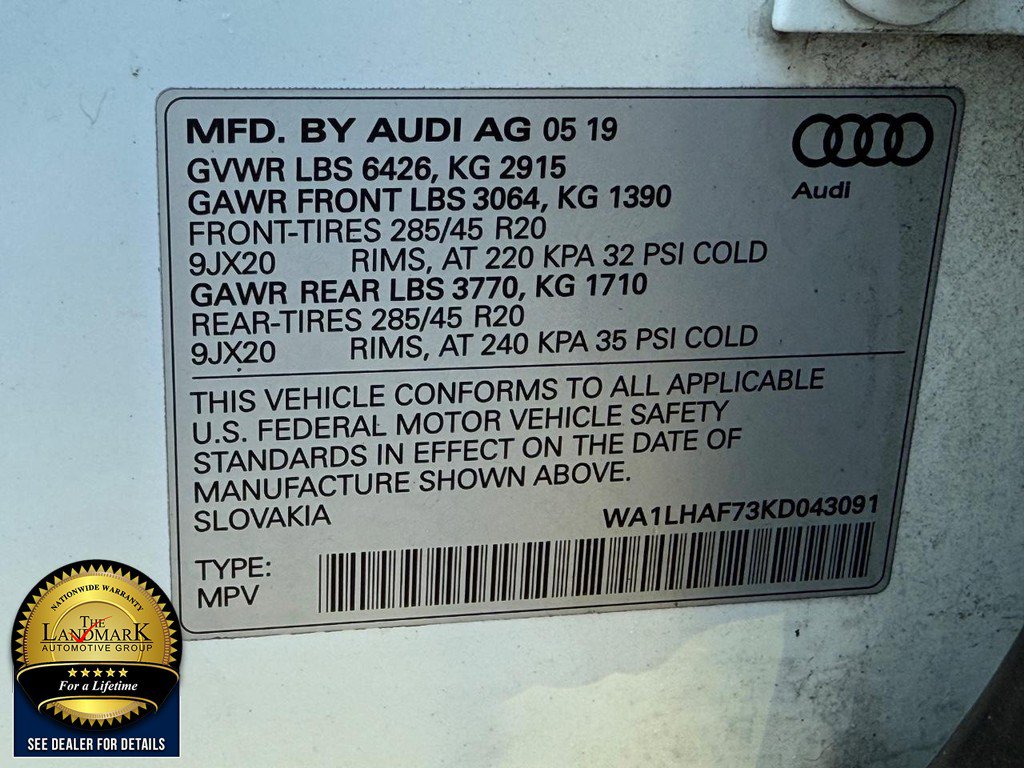 MFD. BY AUDI AG 05 19
GVWR LBS 6426, KG 2915
GAWR FRONT LBS 3064, KG 1390
FRONT-TIRES 285/45 R20
9JX20 RIMS, AT 220 KPA 32 PSI COLD
GAWR REAR LBS 3770, KG 1710
REAR-TIRES 285/45 R20
9JX20 RIMS, AT 240 KPA 35 PSI COLD
Audi
THIS VEHICLE CONFORMS TO ALL APPLICABLE
U.S. FEDERAL MOTOR VEHICLE SAFETY
STANDARDS IN EFFECT ON THE DATE OF
MANUFACTURE SHOWN ABOVE.
SLOVAKIA WA1LHAF73KD043091
TYPE:
MPV
NATIONWIDE WARRANTY
THE
LANDMARK
AUTOMOTIVE GROUP
For a Lifetime
SEE DEALER FOR DETAILS